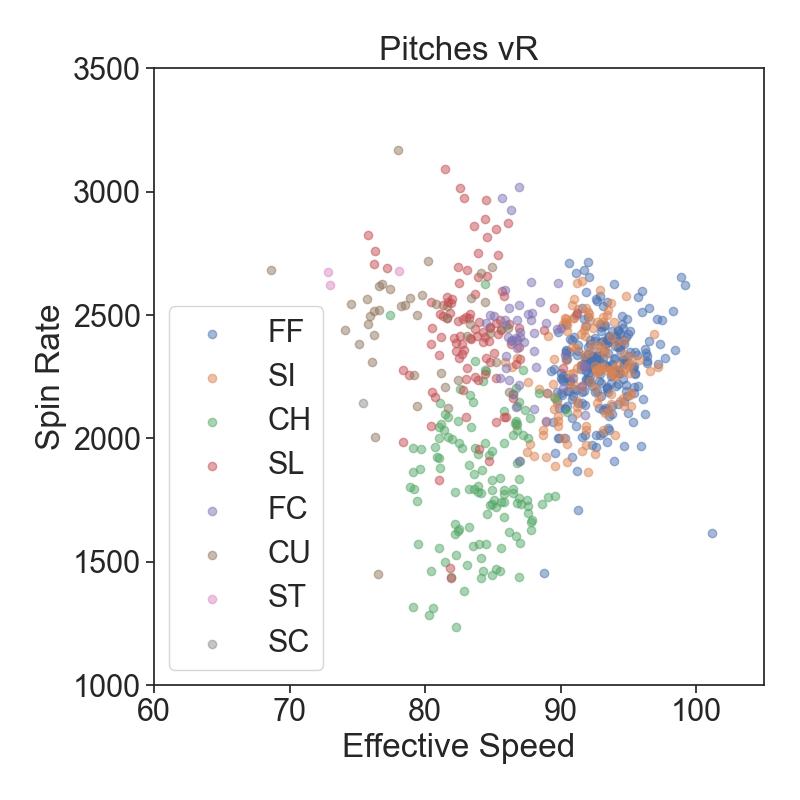 Pitches vR
3500
3000
2500
2000
1500
1000
Spin Rate
FF
SI
CH
SL
FC
CU
ST
SC
60 70 80 90 100
Effective Speed